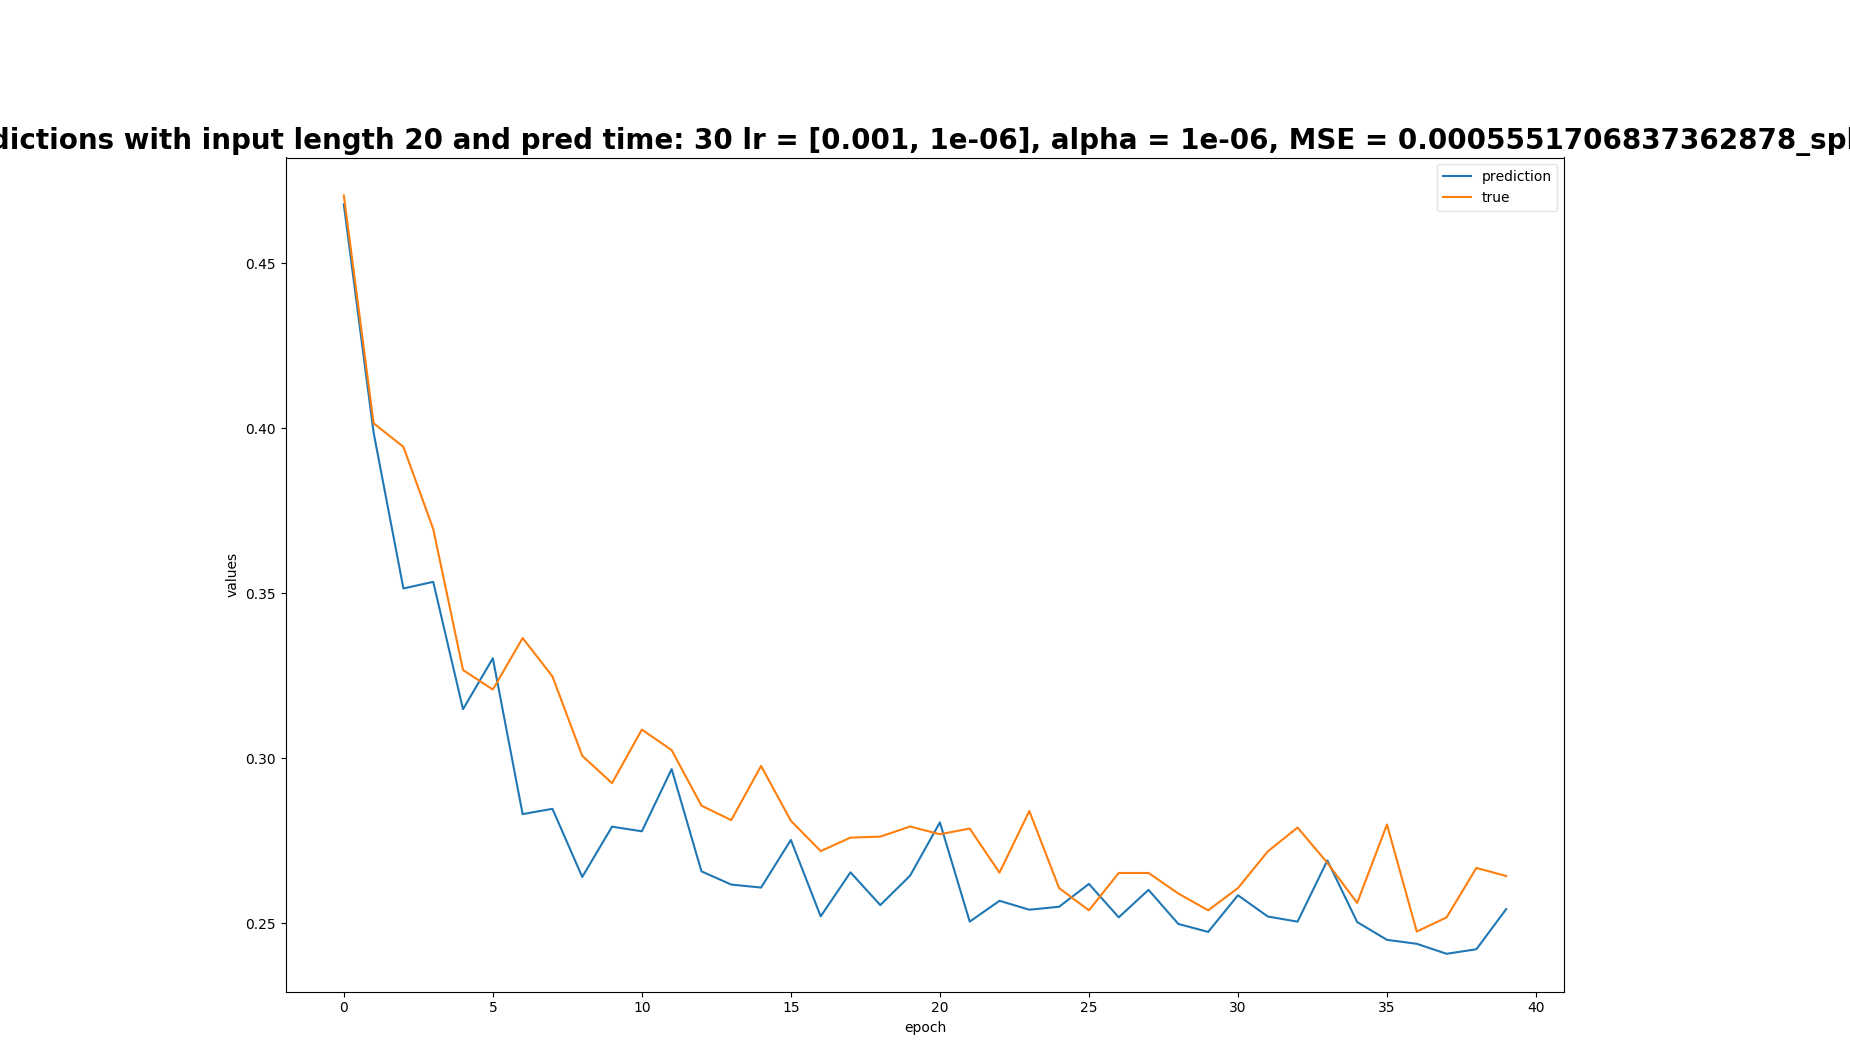 dictions with input length 20 and pred time: 30 lr = [0.001, 1e-06], alpha = 1e-06, MSE = 0.0005551706837362878_spl
prediction
true
0.45
0.40
0.35
0.30
0.25
values
0 5 10 15 20 25 30 35 40
epoch